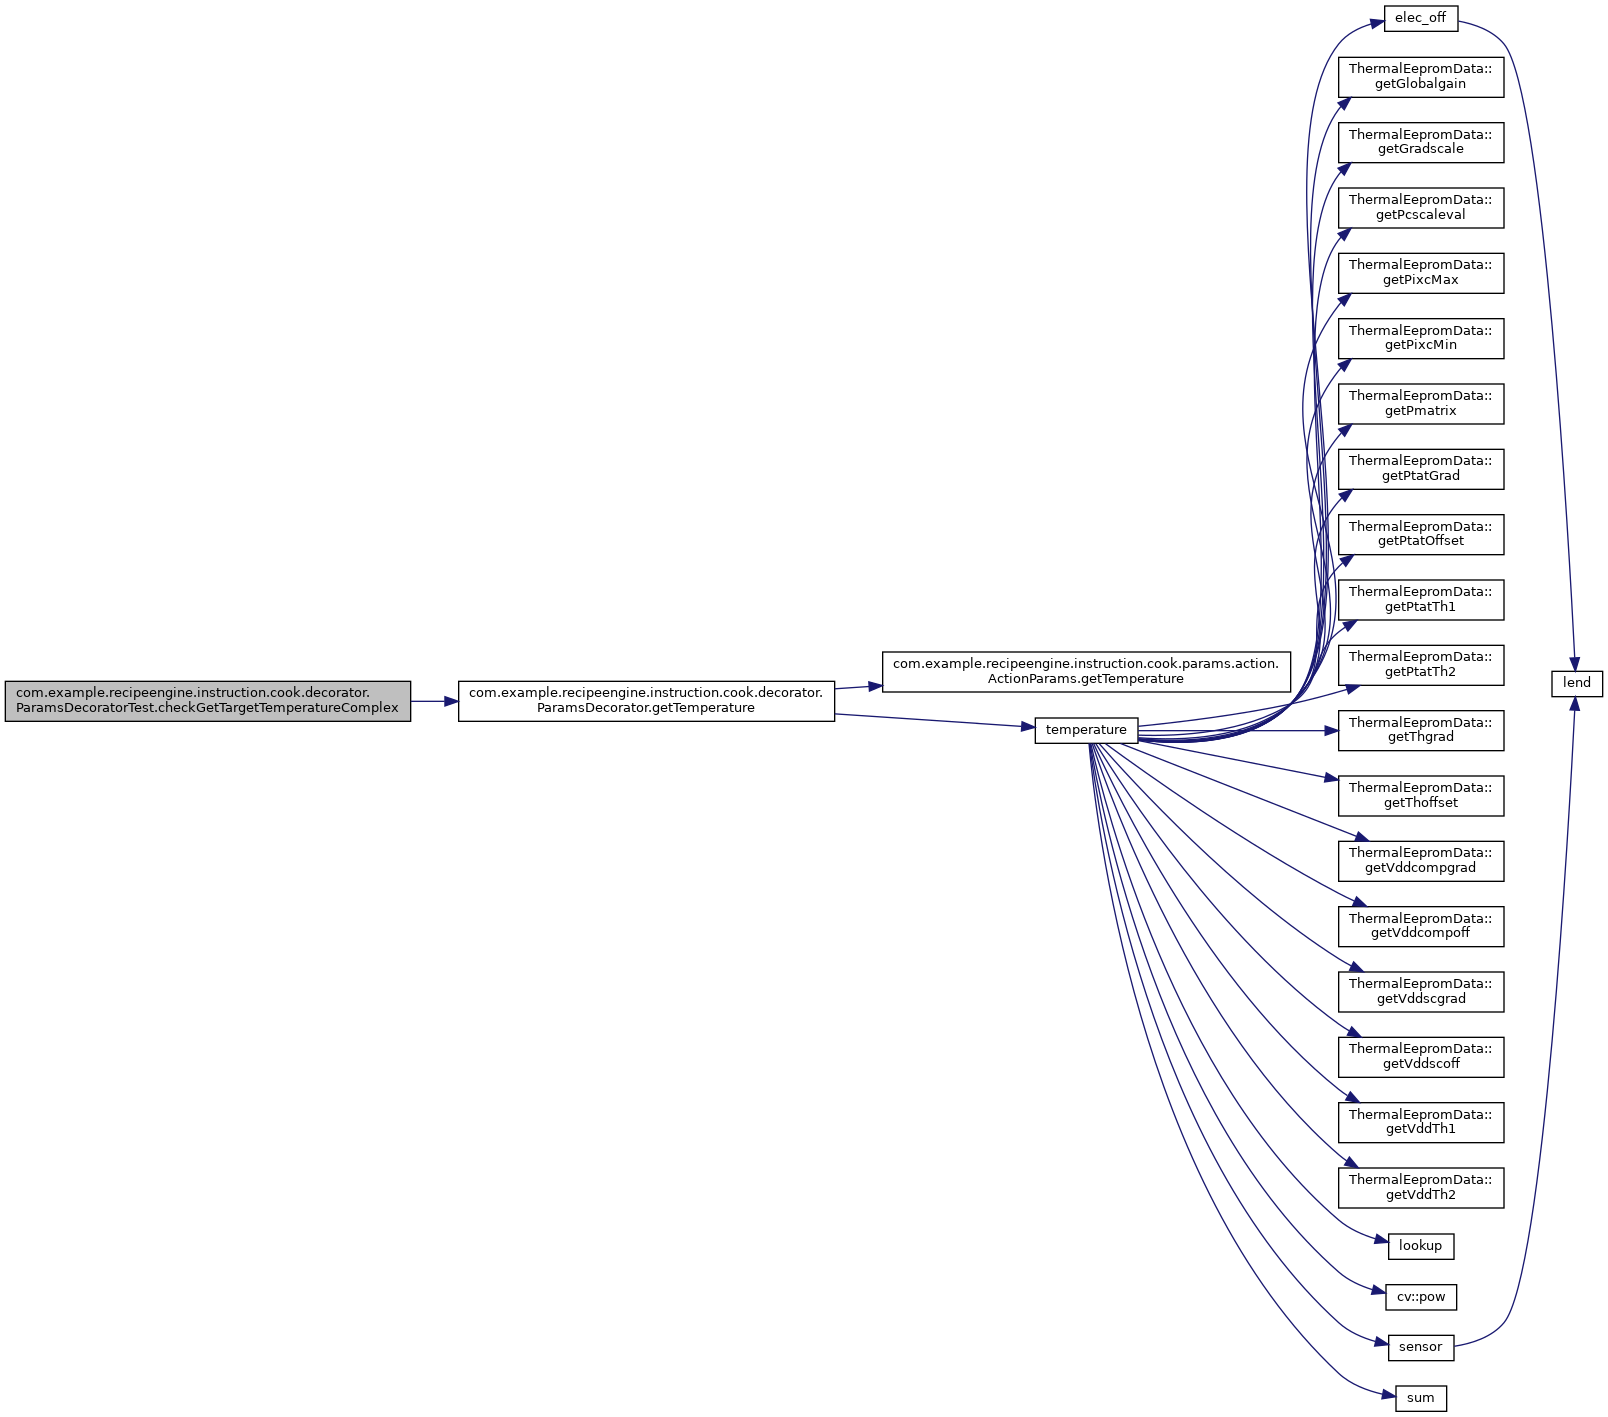 com.example.recipeengine.instruction.cook.decorator.
ParamsDecoratorTest.checkGetTargetTemperatureComplex
com.example.recipeengine.instruction.cook.decorator.
ParamsDecorator.getTemperature
com.example.recipeengine.instruction.cook.params.action.
ActionParams.getTemperature
temperature
elec_off
ThermalEepromData::
getGlobalgain
ThermalEepromData::
getGradscale
ThermalEepromData::
getPcscaleval
ThermalEepromData::
getPixcMax
ThermalEepromData::
getPixcMin
ThermalEepromData::
getPmatrix
ThermalEepromData::
getPtatGrad
ThermalEepromData::
getPtatOffset
ThermalEepromData::
getPtatTh1
ThermalEepromData::
getPtatTh2
ThermalEepromData::
getThgrad
ThermalEepromData::
getThoffset
ThermalEepromData::
getVddcompgrad
ThermalEepromData::
getVddcompoff
ThermalEepromData::
getVddscgrad
ThermalEepromData::
getVddscoff
ThermalEepromData::
getVddTh1
ThermalEepromData::
getVddTh2
lookup
cv::pow
sensor
sum
lend